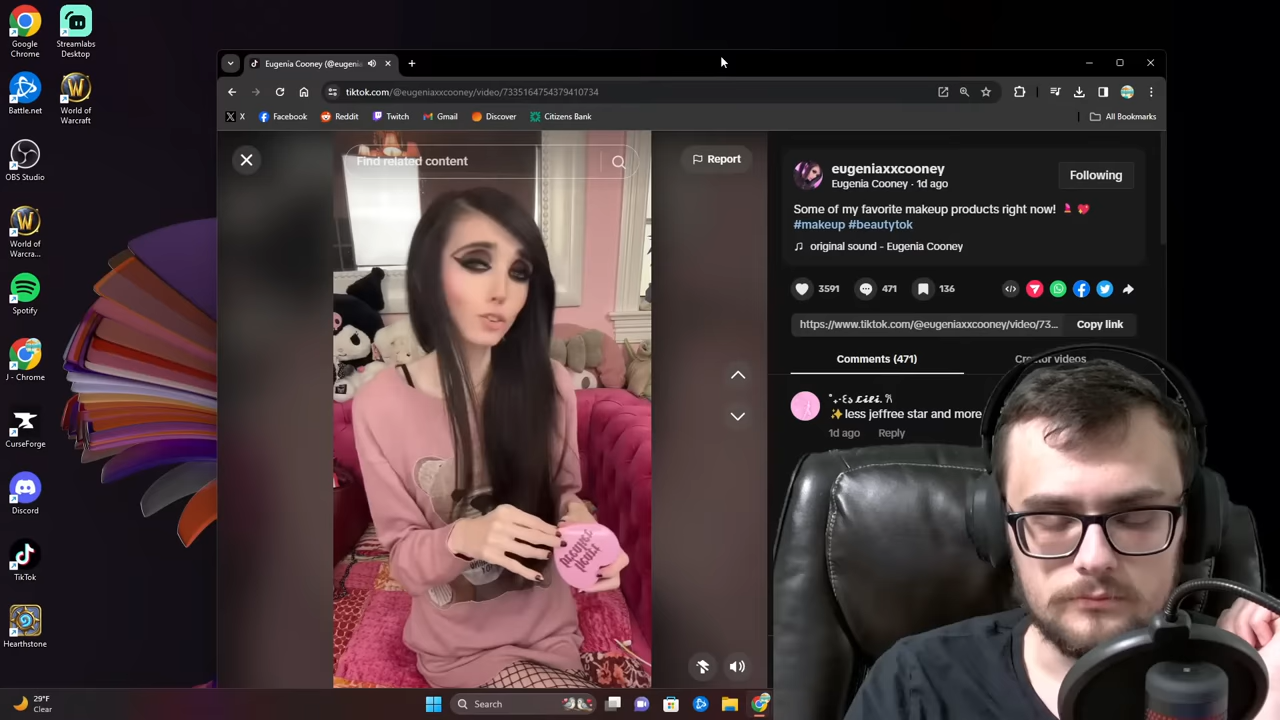 Google
Chrome
Streamlabs
Desktop
Battle.net
World of
Warcraft
OBS Studio
World of
Warcra...
Spotify
J - Chrome
CurseForge
Discord
TikTok
Hearthstone
Eugenia Cooney (@eugenia
tiktok.com/@eugeniaxxcooney/video/7335164754379410734
X
Facebook
Reddit
Twitch
Gmail
Discover
Citizens Bank
All Bookmarks
Find related content
Report
eugeniaxxcooney
Eugenia Cooney · 1d ago
Following
Some of my favorite makeup products right now! 💄💖
#makeup #beautytok
♫ original sound - Eugenia Cooney
3591
471
136
https://www.tiktok.com/@eugeniaxxcooney/video/73...
Copy link
Comments (471)
Creator videos
✨less jeffree star and more
1d ago
Reply
29°F
Clear
Search